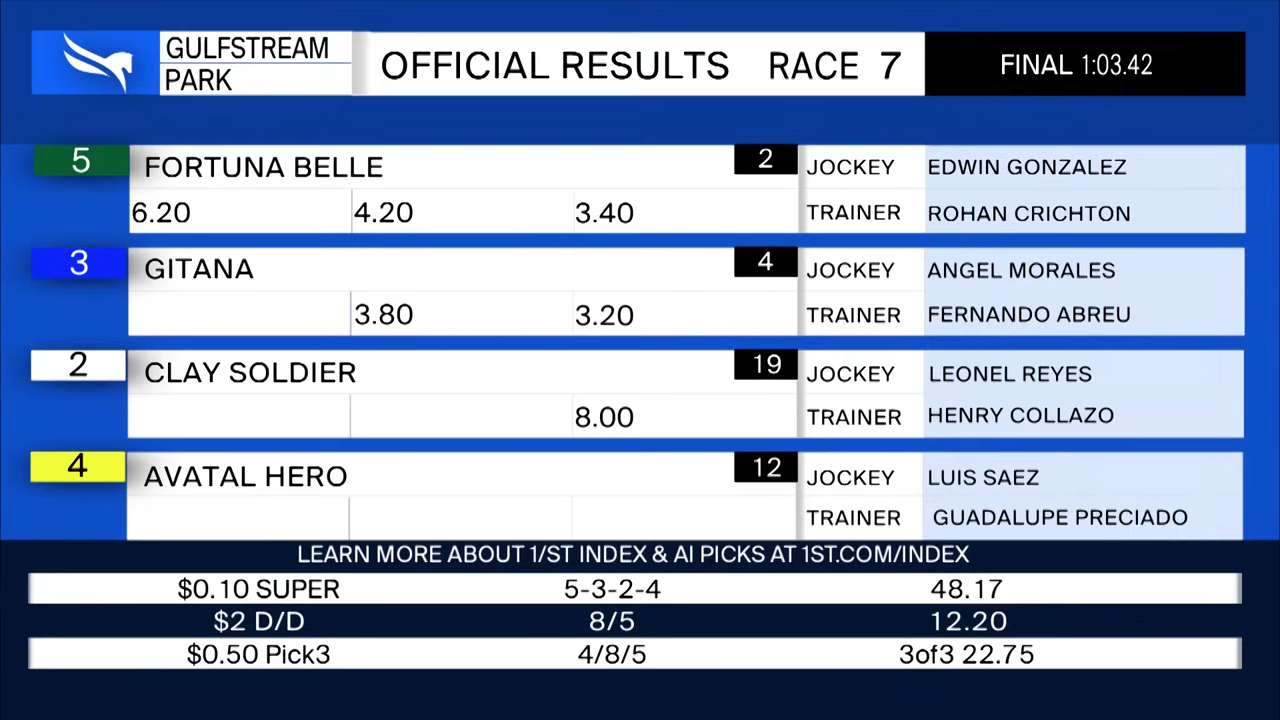 GULFSTREAM
PARK
OFFICIAL RESULTS RACE 7
FINAL 1:03.42
5 FORTUNA BELLE 2 JOCKEY EDWIN GONZALEZ
6.20 4.20 3.40 TRAINER ROHAN CRICHTON
3 GITANA 4 JOCKEY ANGEL MORALES
3.80 3.20 TRAINER FERNANDO ABREU
2 CLAY SOLDIER 19 JOCKEY LEONEL REYES
8.00 TRAINER HENRY COLLAZO
4 AVATAL HERO 12 JOCKEY LUIS SAEZ
TRAINER GUADALUPE PRECIADO
LEARN MORE ABOUT 1/ST INDEX & AI PICKS AT 1ST.COM/INDEX
$0.10 SUPER 5-3-2-4 48.17
$2 D/D 8/5 12.20
$0.50 Pick3 4/8/5 3of3 22.75